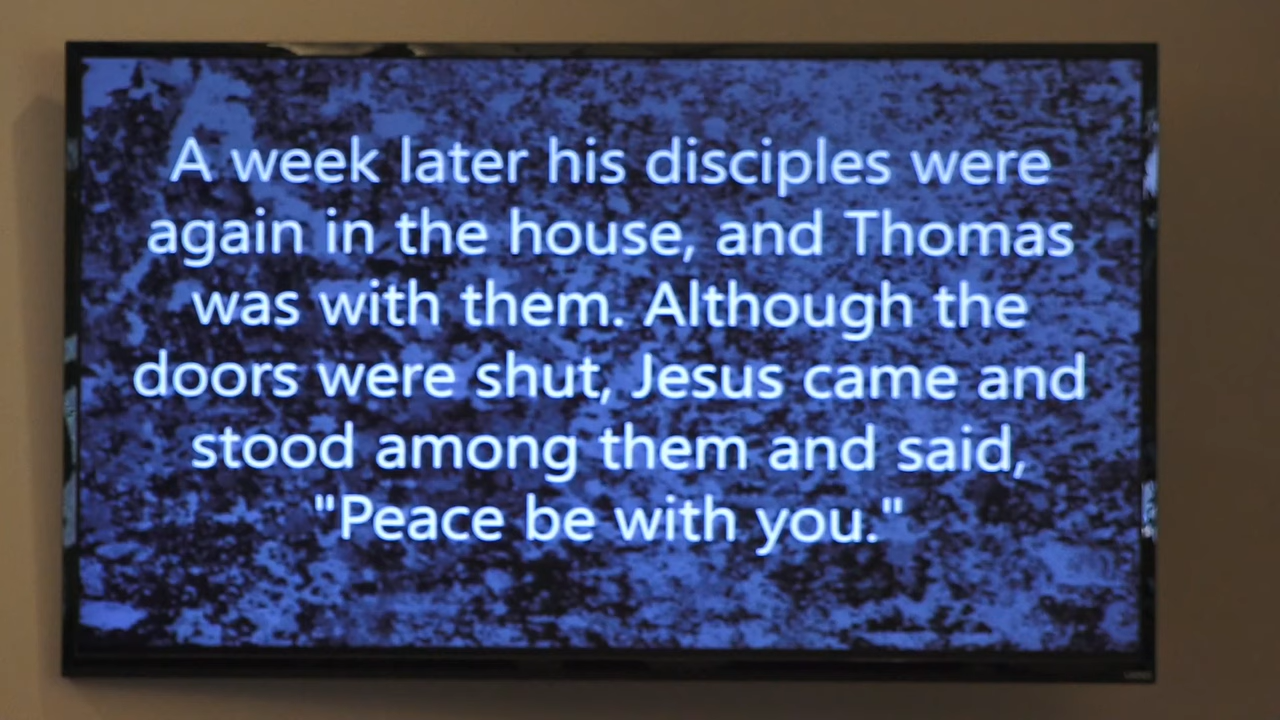 A week later his disciples were
again in the house, and Thomas
was with them. Although the
doors were shut, Jesus came and
stood among them and said,
"Peace be with you."